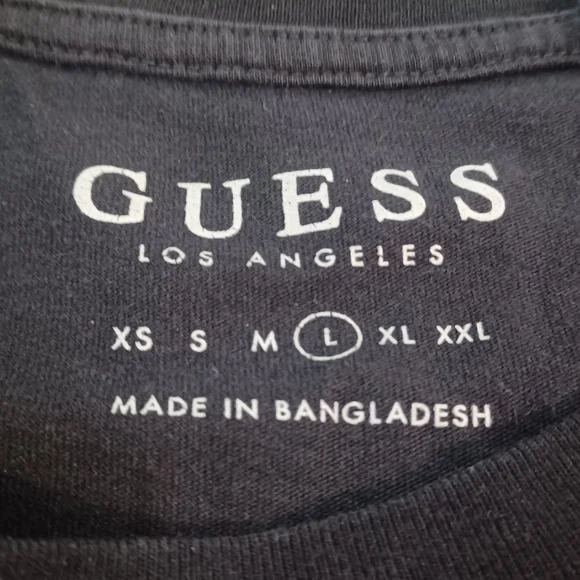 GUESS
LOS ANGELES
XS S M L XL XXL
MADE IN BANGLADESH